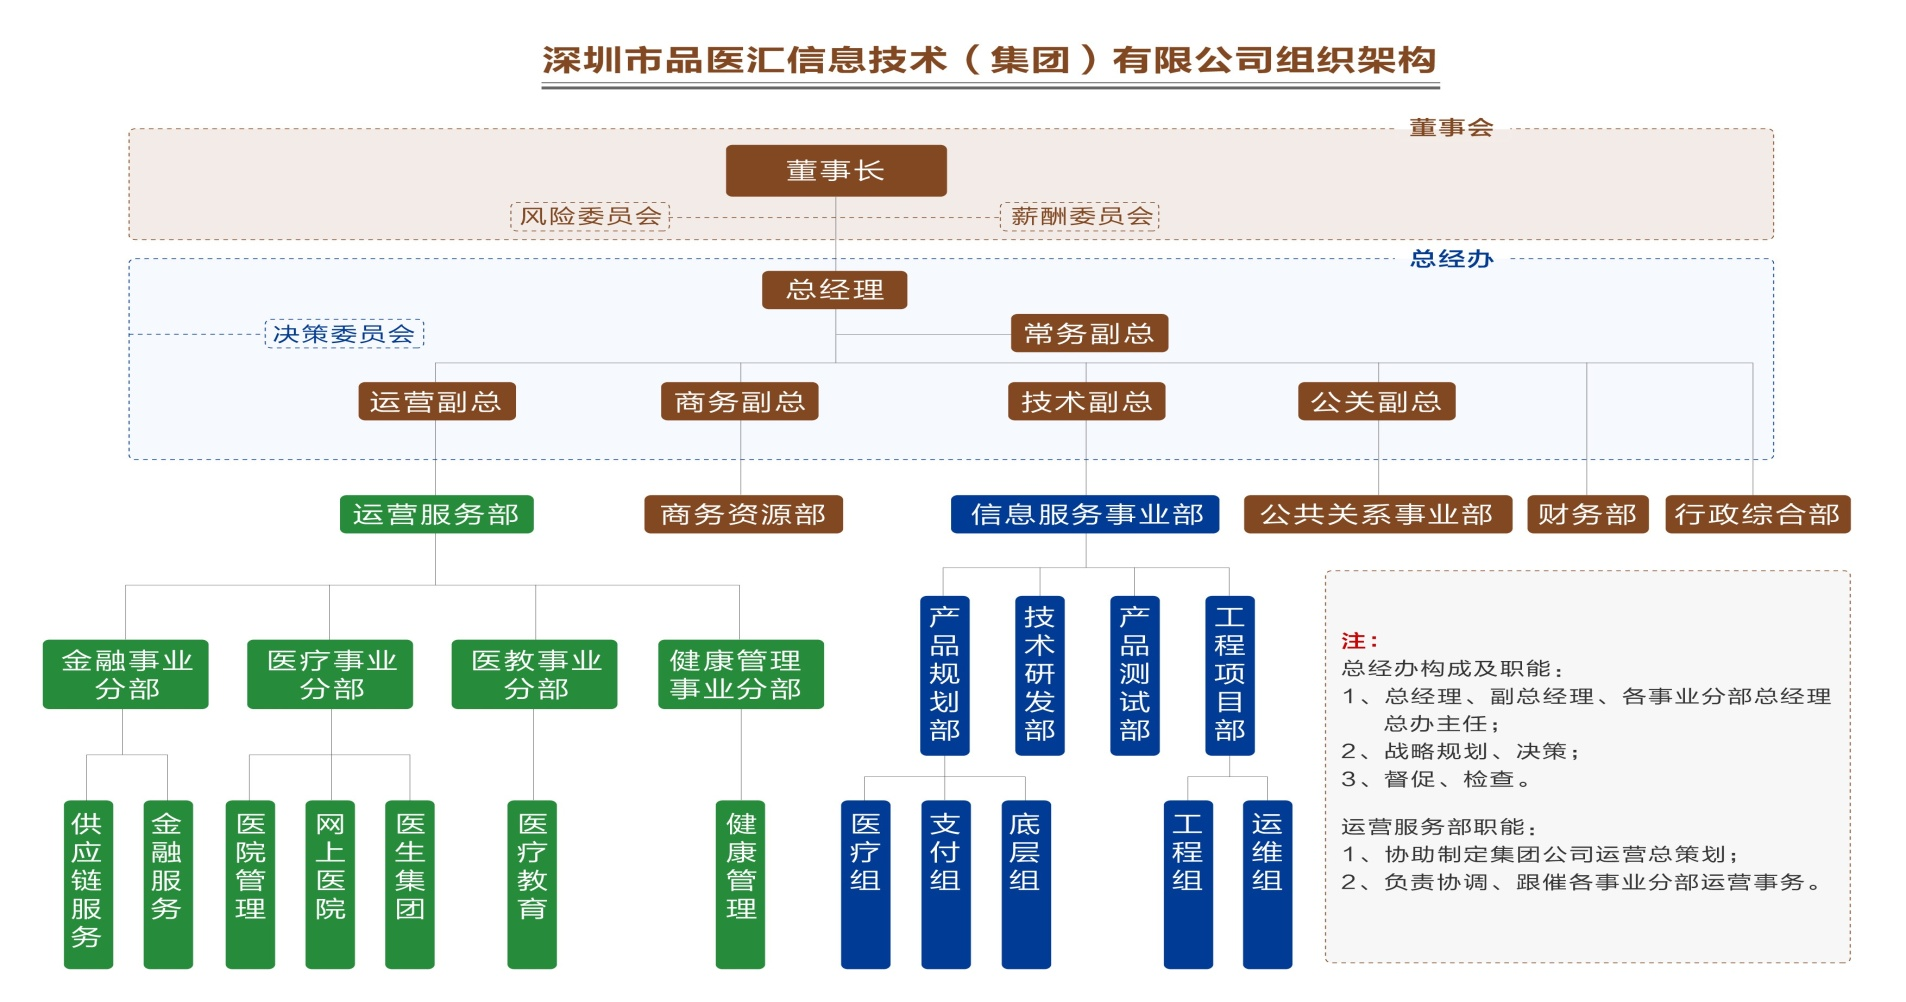 深圳市品医汇信息技术（集团）有限公司组织架构
董事会
董事长
风险委员会
薪酬委员会
总经办
总经理
决策委员会
常务副总
运营副总
商务副总
技术副总
公关副总
运营服务部
商务资源部
信息服务事业部
公共关系事业部
财务部
行政综合部
金融事业
分部
医疗事业
分部
医教事业
分部
健康管理
事业分部
产品规划部
技术研发部
产品测试部
工程项目部
供应链服务
金融服务
医院管理
网上医院
医生集团
医疗教育
健康管理
医疗组
支付组
底层组
工程组
运维组
注：
总经办构成及职能：
1、总经理、副总经理、各事业分部总经理
总办主任；
2、战略规划、决策；
3、督促、检查。
运营服务部职能：
1、协助制定集团公司运营总策划；
2、负责协调、跟催各事业分部运营事务。